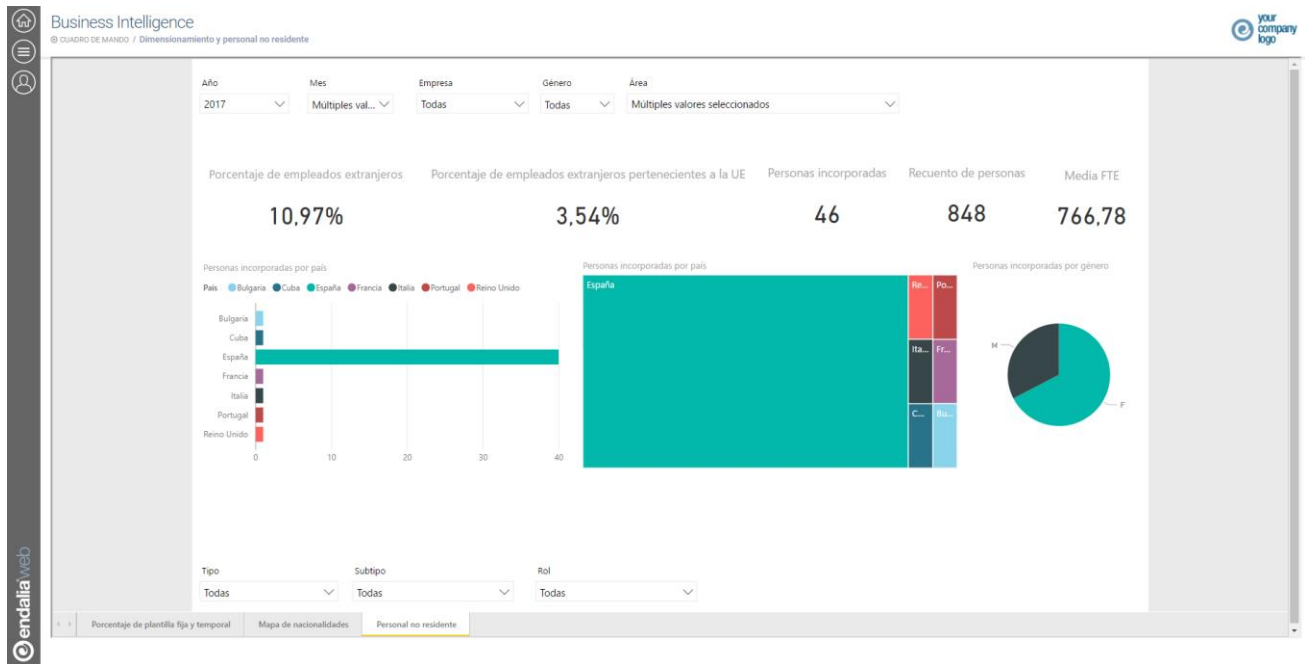 Business Intelligence
CUADRO DE MANDO / Dimensionamiento y personal no residente
your
company
logo
Año
Mes
Empresa
Género
Área
2017
Múltiples val...
Todas
Todas
Múltiples valores seleccionados
Porcentaje de empleados extranjeros
Porcentaje de empleados extranjeros pertenecientes a la UE
Personas incorporadas
Recuento de personas
Media FTE
10,97%
3,54%
46
848
766,78
Personas incorporadas por país
País
Bulgaria
Cuba
España
Francia
Italia
Portugal
Reino Unido
Bulgaria
Cuba
España
Francia
Italia
Portugal
Reino Unido
0
10
20
30
40
Personas incorporadas por país
España
Re...
Po...
Ita...
Fr...
C...
Bu...
Personas incorporadas por género
M
F
Tipo
Subtipo
Rol
Todas
Todas
Todas
Porcentaje de plantilla fija y temporal
Mapa de nacionalidades
Personal no residente
endalia web